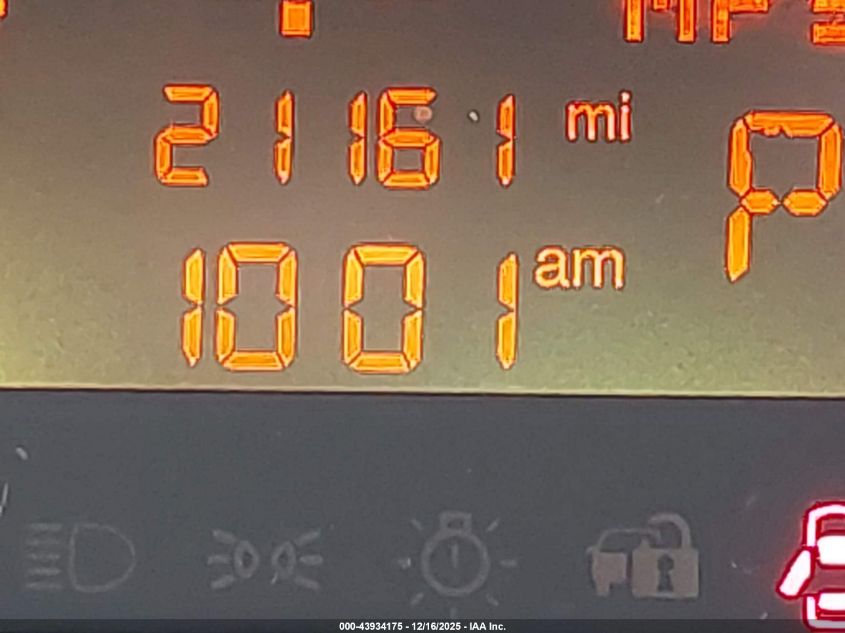 21161 mi
P
1001 am
000-43934175 - 12/16/2025 - IAA Inc.